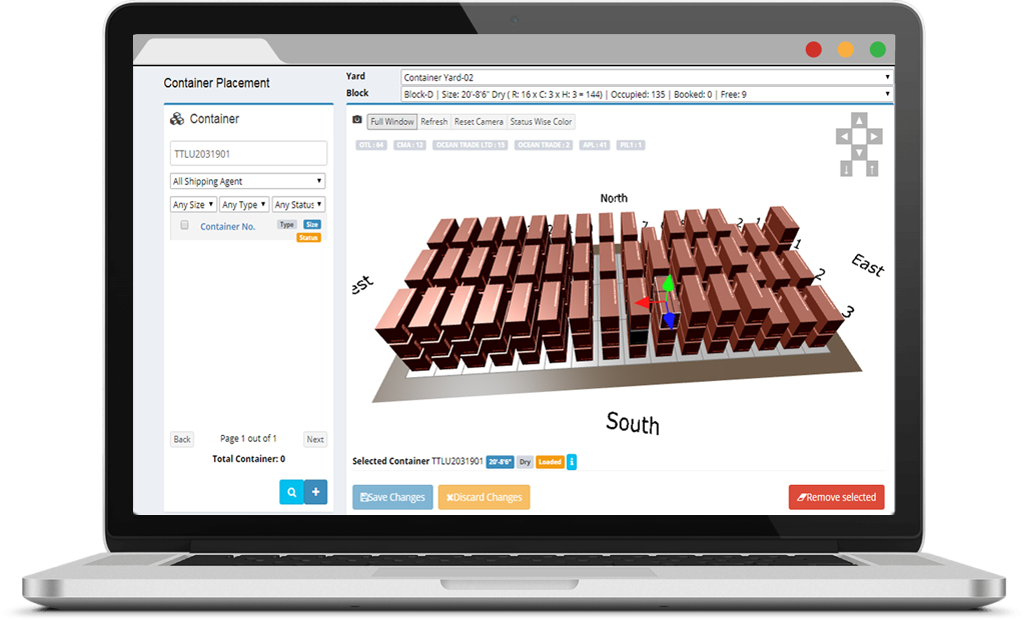 Container Placement
Yard
Container Yard-02
Block
Block-D | Size: 20'-8'6" Dry ( R: 16 x C: 3 x H: 3 = 144) | Occupied: 135 | Booked: 0 | Free: 9
Container
TTLU2031901
All Shipping Agent
Any Size
Any Type
Any Status
Container No.
Type
Size
Status
Back
Page 1 out of 1
Next
Total Container: 0
Full Window
Refresh
Reset Camera
Status Wise Color
OTL : 64
CMA : 12
OCEAN TRADE LTD : 15
OCEAN TRADE : 2
APL : 41
PIL1 : 1
North
2
1
1
2
3
est
East
South
Selected Container TTLU2031901 20'-8'6" Dry Loaded i
Save Changes
Discard Changes
Remove selected